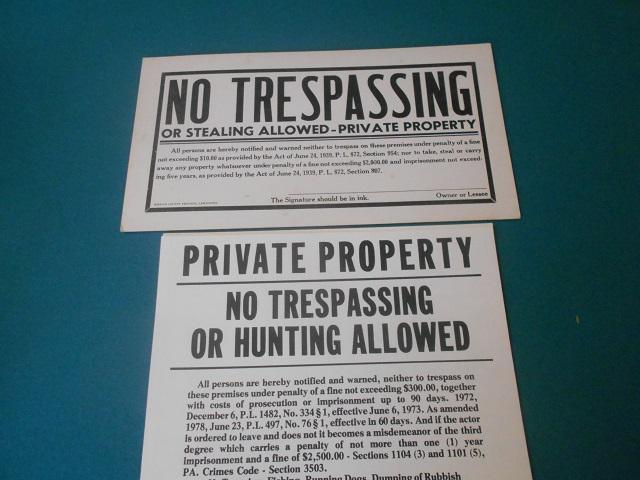 NO TRESPASSING
OR STEALING ALLOWED-PRIVATE PROPERTY
All persons are hereby notified and warned neither to trespass on these premises under penalty of a fine
not exceeding $10.00 as provided by the Act of June 24, 1939, P. L. 872, Section 954; nor to take, steal or carry
away any property whatsoever under penalty of a fine not exceeding $2,000.00 and imprisonment not exceed-
ing five years, as provided by the Act of June 24, 1939, P. L. 872, Section 807.
Owner or Lessee
The Signature should be in ink.
PRIVATE PROPERTY
NO TRESPASSING
OR HUNTING ALLOWED
All persons are hereby notified and warned, neither to trespass on
these premises under penalty of a fine not exceeding $300.00, together
with costs of prosecution or imprisonment up to 90 days. 1972,
December 6, P.L. 1482, No. 334 § 1, effective June 6, 1973. As amended
1978, June 23, P.L. 497, No. 76 § 1, effective in 60 days. And if the actor
is ordered to leave and does not it becomes a misdemeanor of the third
degree which carries a penalty of not more than one (1) year
imprisonment and a fine of $2,500.00 - Sections 1104 (3) and 1101 (5),
PA. Crimes Code - Section 3503.
Fishing, Running Dogs, Dumping of Rubbish